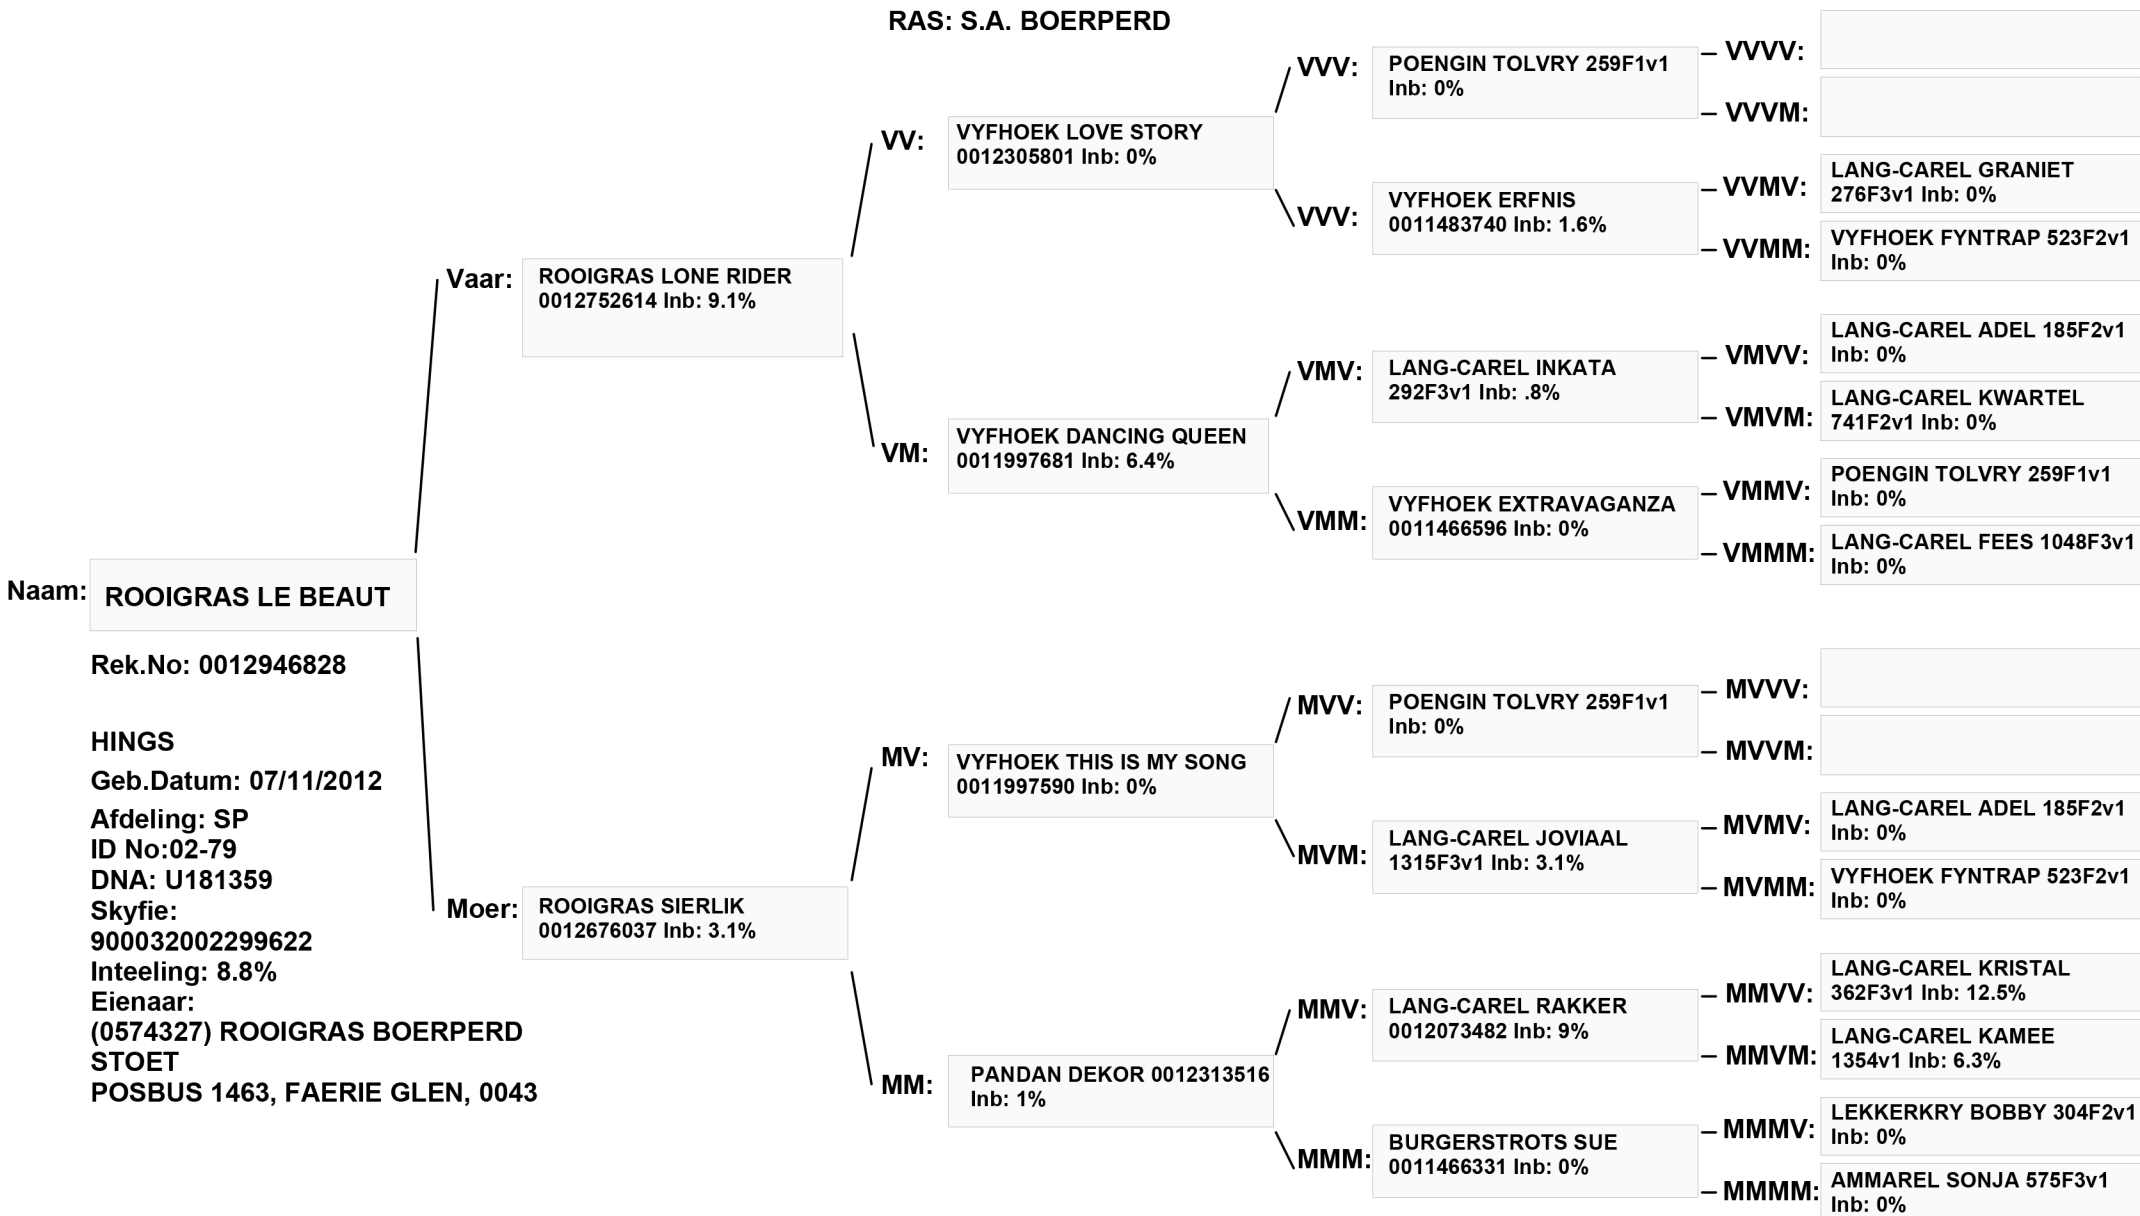 RAS: S.A. BOERPERD
Naam:
ROOIGRAS LE BEAUT
Rek.No: 0012946828
HINGS
Geb.Datum: 07/11/2012
Afdeling: SP
ID No:02-79
DNA: U181359
Skyfie:
900032002299622
Inteeling: 8.8%
Eienaar:
(0574327) ROOIGRAS BOERPERD
STOET
POSBUS 1463, FAERIE GLEN, 0043
Vaar:
ROOIGRAS LONE RIDER
0012752614 Inb: 9.1%
Moer:
ROOIGRAS SIERLIK
0012676037 Inb: 3.1%
VV:
VYFHOEK LOVE STORY
0012305801 Inb: 0%
VM:
VYFHOEK DANCING QUEEN
0011997681 Inb: 6.4%
MV:
VYFHOEK THIS IS MY SONG
0011997590 Inb: 0%
MM:
PANDAN DEKOR 0012313516
Inb: 1%
VVV:
POENGIN TOLVRY 259F1v1
Inb: 0%
VVV:
VYFHOEK ERFNIS
0011483740 Inb: 1.6%
VMV:
LANG-CAREL INKATA
292F3v1 Inb: .8%
VMM:
VYFHOEK EXTRAVAGANZA
0011466596 Inb: 0%
MVV:
POENGIN TOLVRY 259F1v1
Inb: 0%
MVM:
LANG-CAREL JOVIAAL
1315F3v1 Inb: 3.1%
MMV:
LANG-CAREL RAKKER
0012073482 Inb: 9%
MMM:
BURGERSTROTS SUE
0011466331 Inb: 0%
VVVV:
VVVM:
VVMV:
LANG-CAREL GRANIET
276F3v1 Inb: 0%
VVMM:
VYFHOEK FYNTRAP 523F2v1
Inb: 0%
VMVV:
LANG-CAREL ADEL 185F2v1
Inb: 0%
VMVM:
LANG-CAREL KWARTEL
741F2v1 Inb: 0%
VMMV:
POENGIN TOLVRY 259F1v1
Inb: 0%
VMMM:
LANG-CAREL FEES 1048F3v1
Inb: 0%
MVVV:
MVVM:
MVMV:
LANG-CAREL ADEL 185F2v1
Inb: 0%
MVMM:
VYFHOEK FYNTRAP 523F2v1
Inb: 0%
MMVV:
LANG-CAREL KRISTAL
362F3v1 Inb: 12.5%
MMVM:
LANG-CAREL KAMEE
1354v1 Inb: 6.3%
MMMV:
LEKKERKRY BOBBY 304F2v1
Inb: 0%
MMMM:
AMMAREL SONJA 575F3v1
Inb: 0%